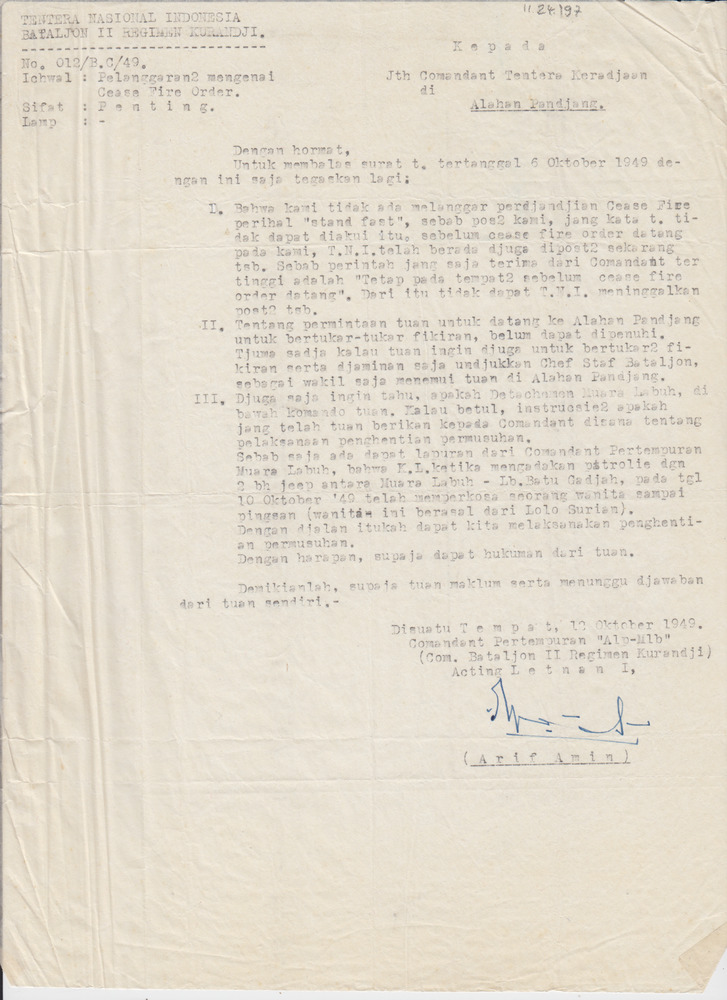 11 24.197
TENTERA NASIONAL INDONESIA
BATALJON II REGIMEN KURANDJI.
No. 012/B.C/49.
Ichwal : Pelanggaran2 mengenai
Cease Fire Order.
Sifat : P e n t i n g.
Lamp : -
K e p a d a
Jth Comandant Tentera Keradjaan
di
Alahan Pandjang.
Dengan hormat,
Untuk membalas surat t. tertanggal 6 Oktober 1949 de-
ngan ini saja tegaskan lagi:
I. Bahwa kami tidak ada melanggar perdjandjian Cease Fire
perihal "stand fast", sebab pos2 kami, jang kata t. ti-
dak dapat diakui itu. sebelum cease fire order datang
pada kami, T.N.I.telah berada djuga dipost2 sekarang
tsb. Sebab perintah jang saja terima dari Comandant ter
tinggi adalah "Tetap pada tempat2 sebelum cease fire
order datang". Dari itu tidak dapat T.N.I. meninggalkan
post2 tsb.
II. Tentang permintaan tuan untuk datang ke Alahan Pandjang
untuk bertukar-tukar fikiran, belum dapat dipenuhi.
Tjuma sadja kalau tuan ingin djuga untuk bertukar2 fi-
kiran serta djaminan saja undjukkan Chef Staf Bataljon,
sebagai wakil saja menemui tuan di Alahan Pandjang.
III. Djuga saja ingin tahu, apakah Detachemen Muara Labuh, di
bawah komando tuan. Kalau betul, instrucsie2 apakah
jang telah tuan berikan kepada Comandant disana tentang
pelaksanaan penghentian permusuhan.
Sebab saja ada dapat lapuran dari Comandant Pertempuran
Muara Labuh, bahwa K.L.ketika mengadakan patrolie dgn
2 bh jeep antara Muara Labuh - Lb.Batu Gadjah, pada tgl
10 Oktober '49 telah memperkosa seorang wanita sampai
pingsan (wanita ini berasal dari Lolo Surian).
Dengan djalan itukah dapat kita melaksanakan penghenti-
an permusuhan.
Dengan harapan, supaja dapat hukuman dari tuan.
Demikianlah, supaja tuan maklum serta menunggu djawaban
dari tuan sendiri.-
Disuatu T e m p a t, 12 Oktober 1949.
Comandant Pertempuran "Alp-Mlb"
(Com. Bataljon II Regimen Kurandji)
Acting L e t n a n I,
( A r i f A m i n )